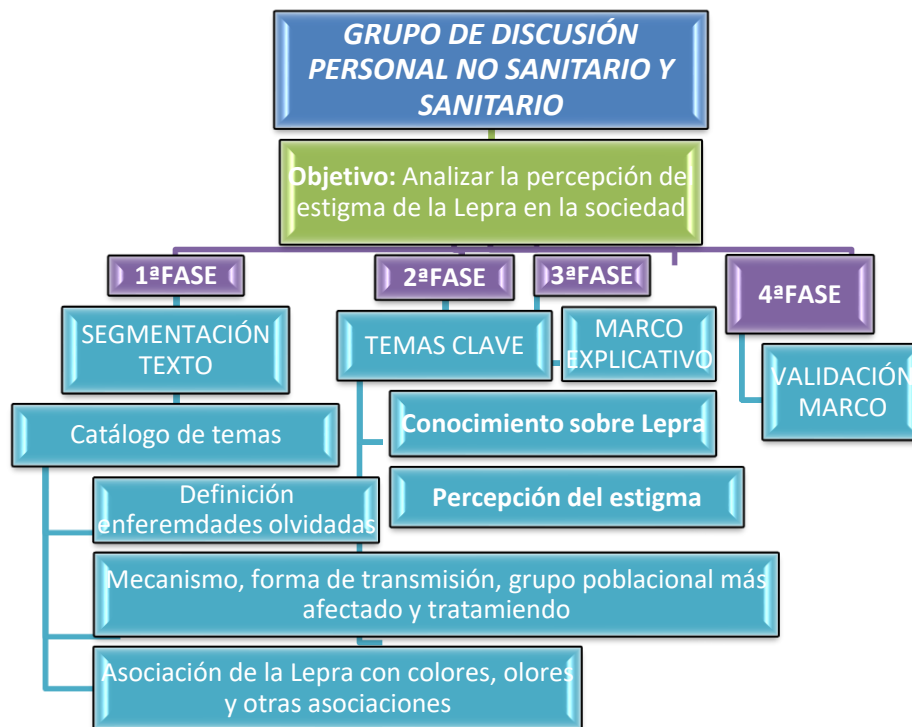 GRUPO DE DISCUSIÓN
PERSONAL NO SANITARIO Y
SANITARIO
Objetivo: Analizar la percepción de
estigma de la Lepra en la sociedad
1ªFASE
2ªFASE
3ªFASE
4ªFASE
SEGMENTACIÓN
TEXTO
TEMAS CLAVE
MARCO
EXPLICATIVO
VALIDACIÓN
MARCO
Catálogo de temas
Conocimiento sobre Lepra
Percepción del estigma
Definición
enferemdades olvidadas
Mecanismo, forma de transmisión, grupo poblacional más
afectado y tratamiendo
Asociación de la Lepra con colores, olores
y otras asociaciones